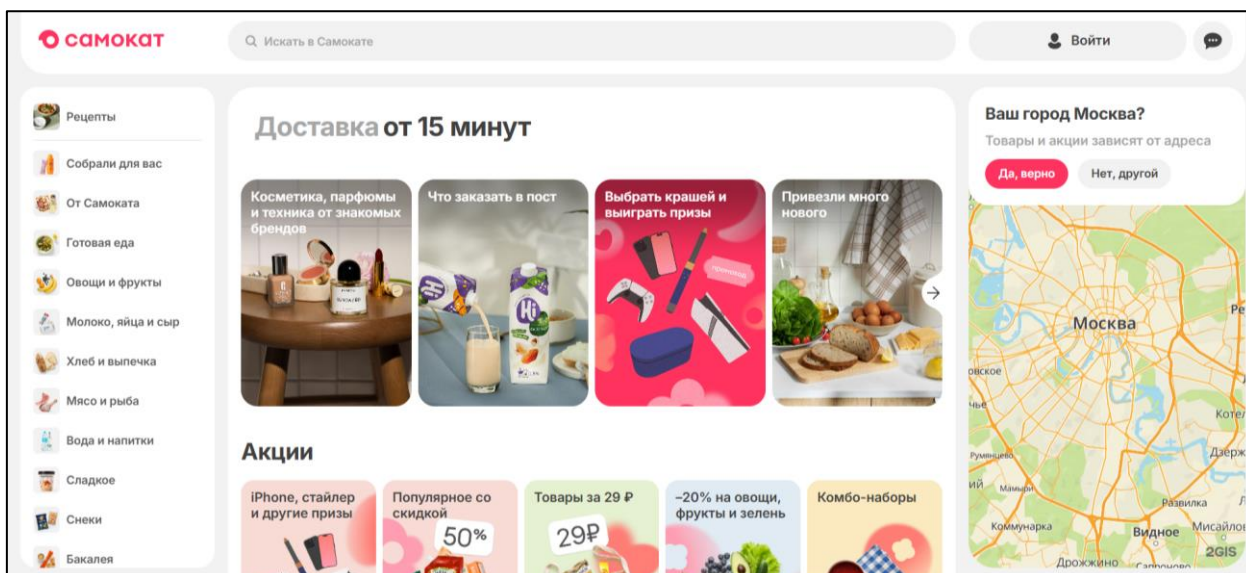 самокат
Искать в Самокате
Войти
Рецепты
Собрали для вас
От Самоката
Готовая еда
Овощи и фрукты
Молоко, яйца и сыр
Хлеб и выпечка
Мясо и рыба
Вода и напитки
Сладкое
Снеки
Бакалея
Доставка от 15 минут
Косметика, парфюмы
и техника от знакомых
брендов
Что заказать в пост
Hi
Выбрать крашей и
выиграть призы
промокод
Привезли много
нового
Акции
iPhone, стайлер
и другие призы
Популярное со
скидкой
50%
Товары за 29 ₽
29₽
–20% на овощи,
фрукты и зелень
Комбо-наборы
Ваш город Москва?
Товары и акции зависят от адреса
Да, верно
Нет, другой
Москва
Румянцево
Мамыри
Коммунарка
Развилка
Видное
Дрожжино
2GIS